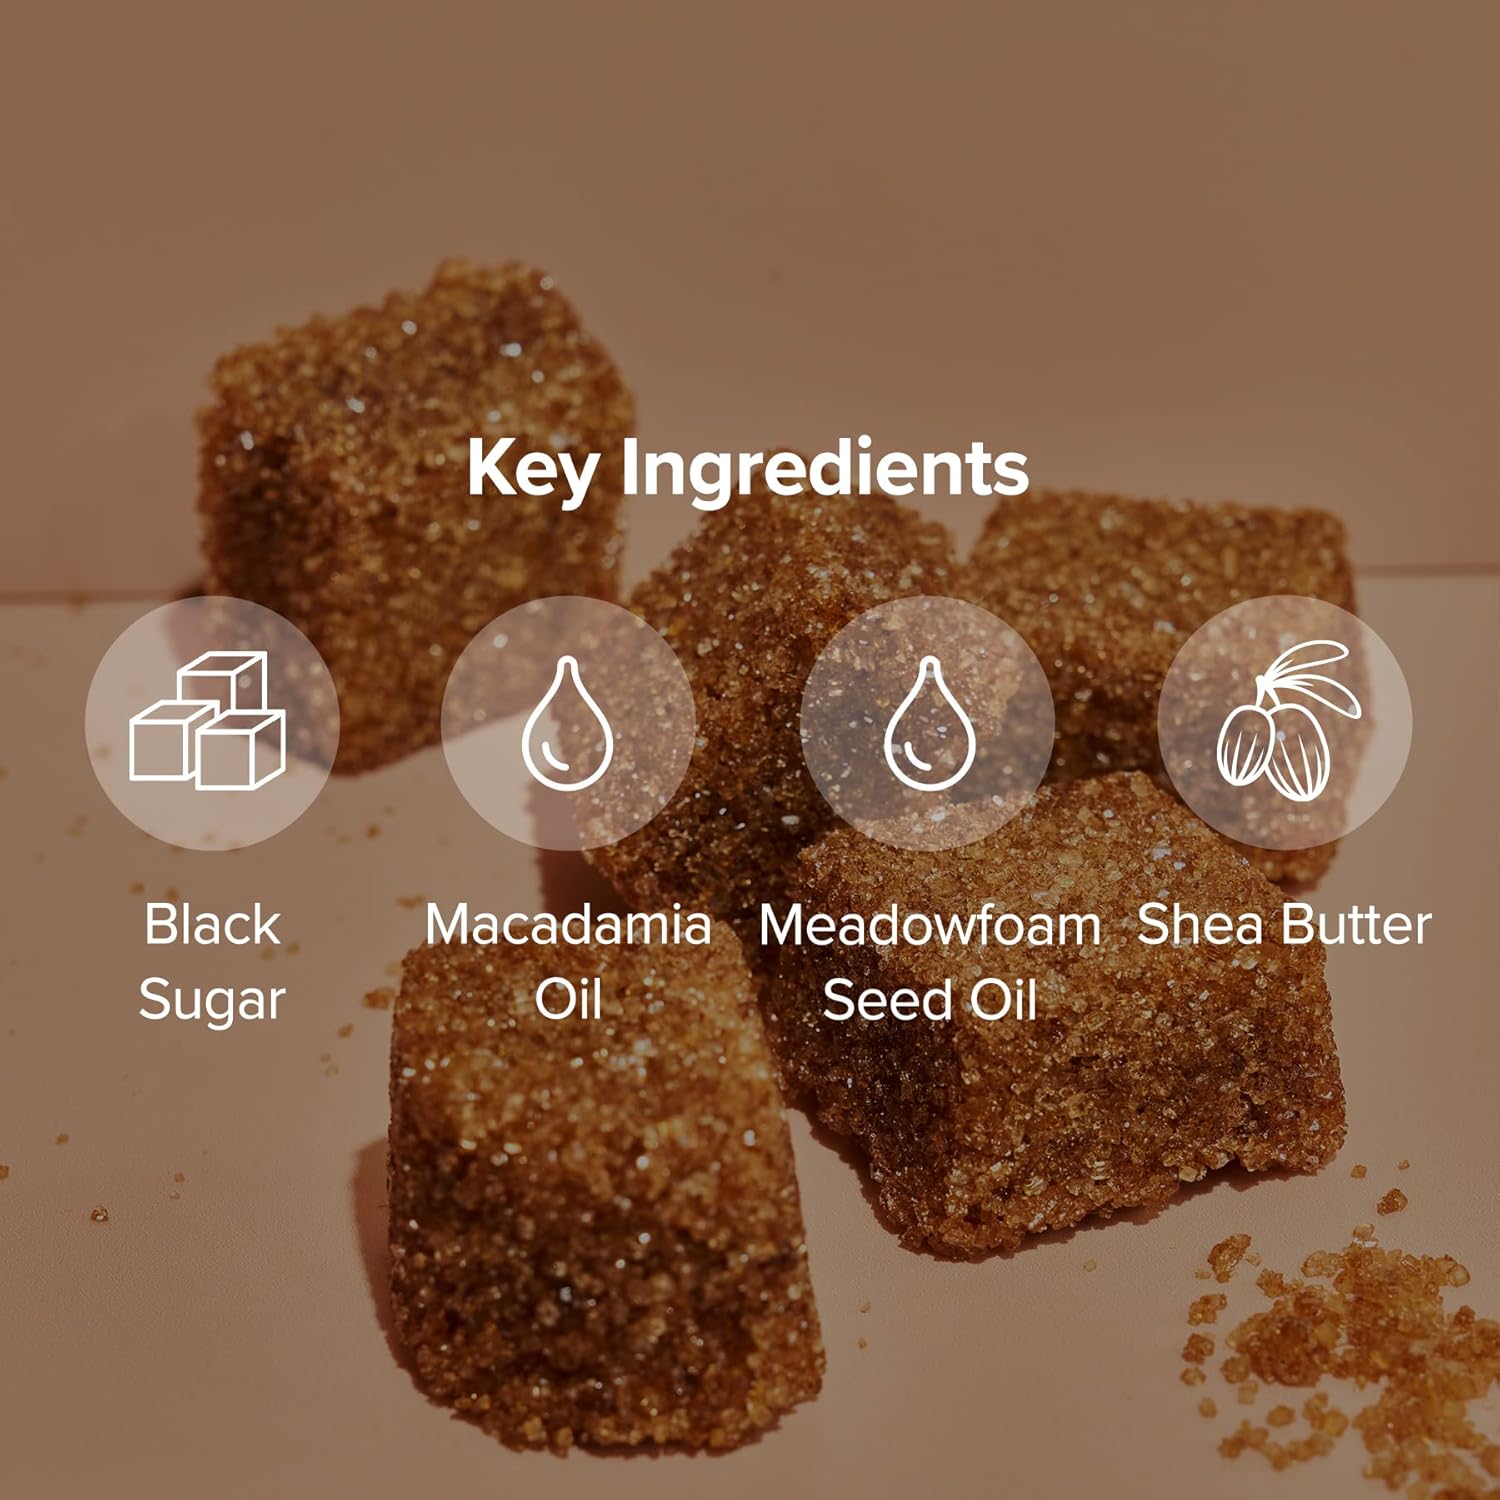 Key Ingredients
Black
Sugar
Macadamia
Oil
Meadowfoam
Seed Oil
Shea Butter